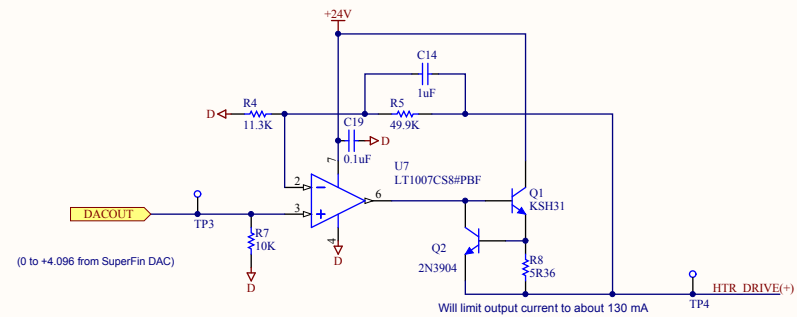 +24V
C14
1uF
R4
D
11.3K
R5
49.9K
C19
D
0.1uF
7
U7
LT1007CS8#PBF
2
6
3
4
D
Q1
KSH31
DACOUT
TP3
R7
10K
D
Q2
2N3904
R8
5R36
(0 to +4.096 from SuperFin DAC)
HTR_DRIVE(+)
TP4
Will limit output current to about 130 mA